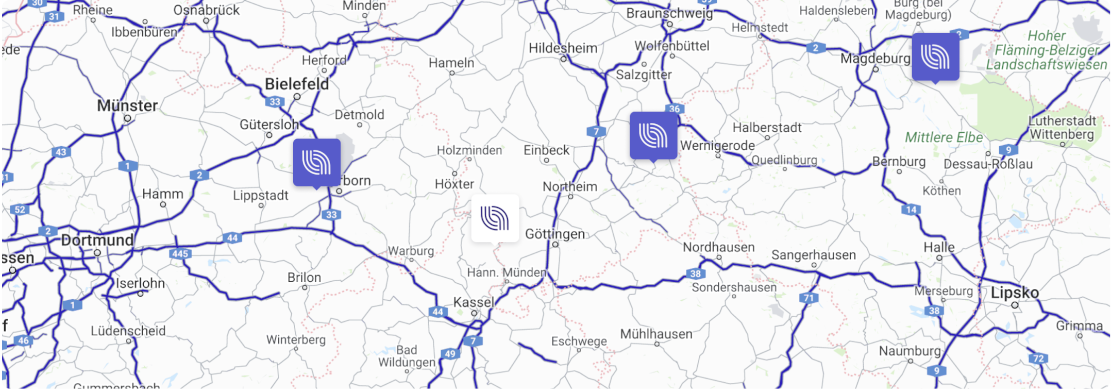 Rheine
Osnabrück
Minden
Braunschweig
Haldensleben
Burg (bei
Magdeburg)
30
31
Ibbenbüren
Helmstedt
Hoher
Fläming-Belziger
Landschaftswiesen
ede
Herford
Hildesheim
Wolfenbüttel
2
2
Hameln
Salzgitter
Magdeburg
Bielefeld
Münster
33
36
Detmold
Gütersloh
7
Halberstadt
Lutherstadt
Wittenberg
Mittlere Elbe
43
1
Holzminden
Einbeck
Wernigerode
9
Quedlinburg
Bernburg
Dessau-Roßlau
2
rborn
Höxter
Northeim
Köthen
Hamm
Lippstadt
52
33
14
2
44
Göttingen
Dortmund
Warburg
Nordhausen
Halle
445
Sangerhausen
ssen
Hann. Münden
38
Iserlohn
Brilon
Sondershausen
Merseburg
Lipsko
1
Kassel
71
44
38
Grimma
f
Lüdenscheid
Mühlhausen
46
Winterberg
7
Eschwege
Bad
Wildungen
49
Naumburg
72
9
Gummersbach